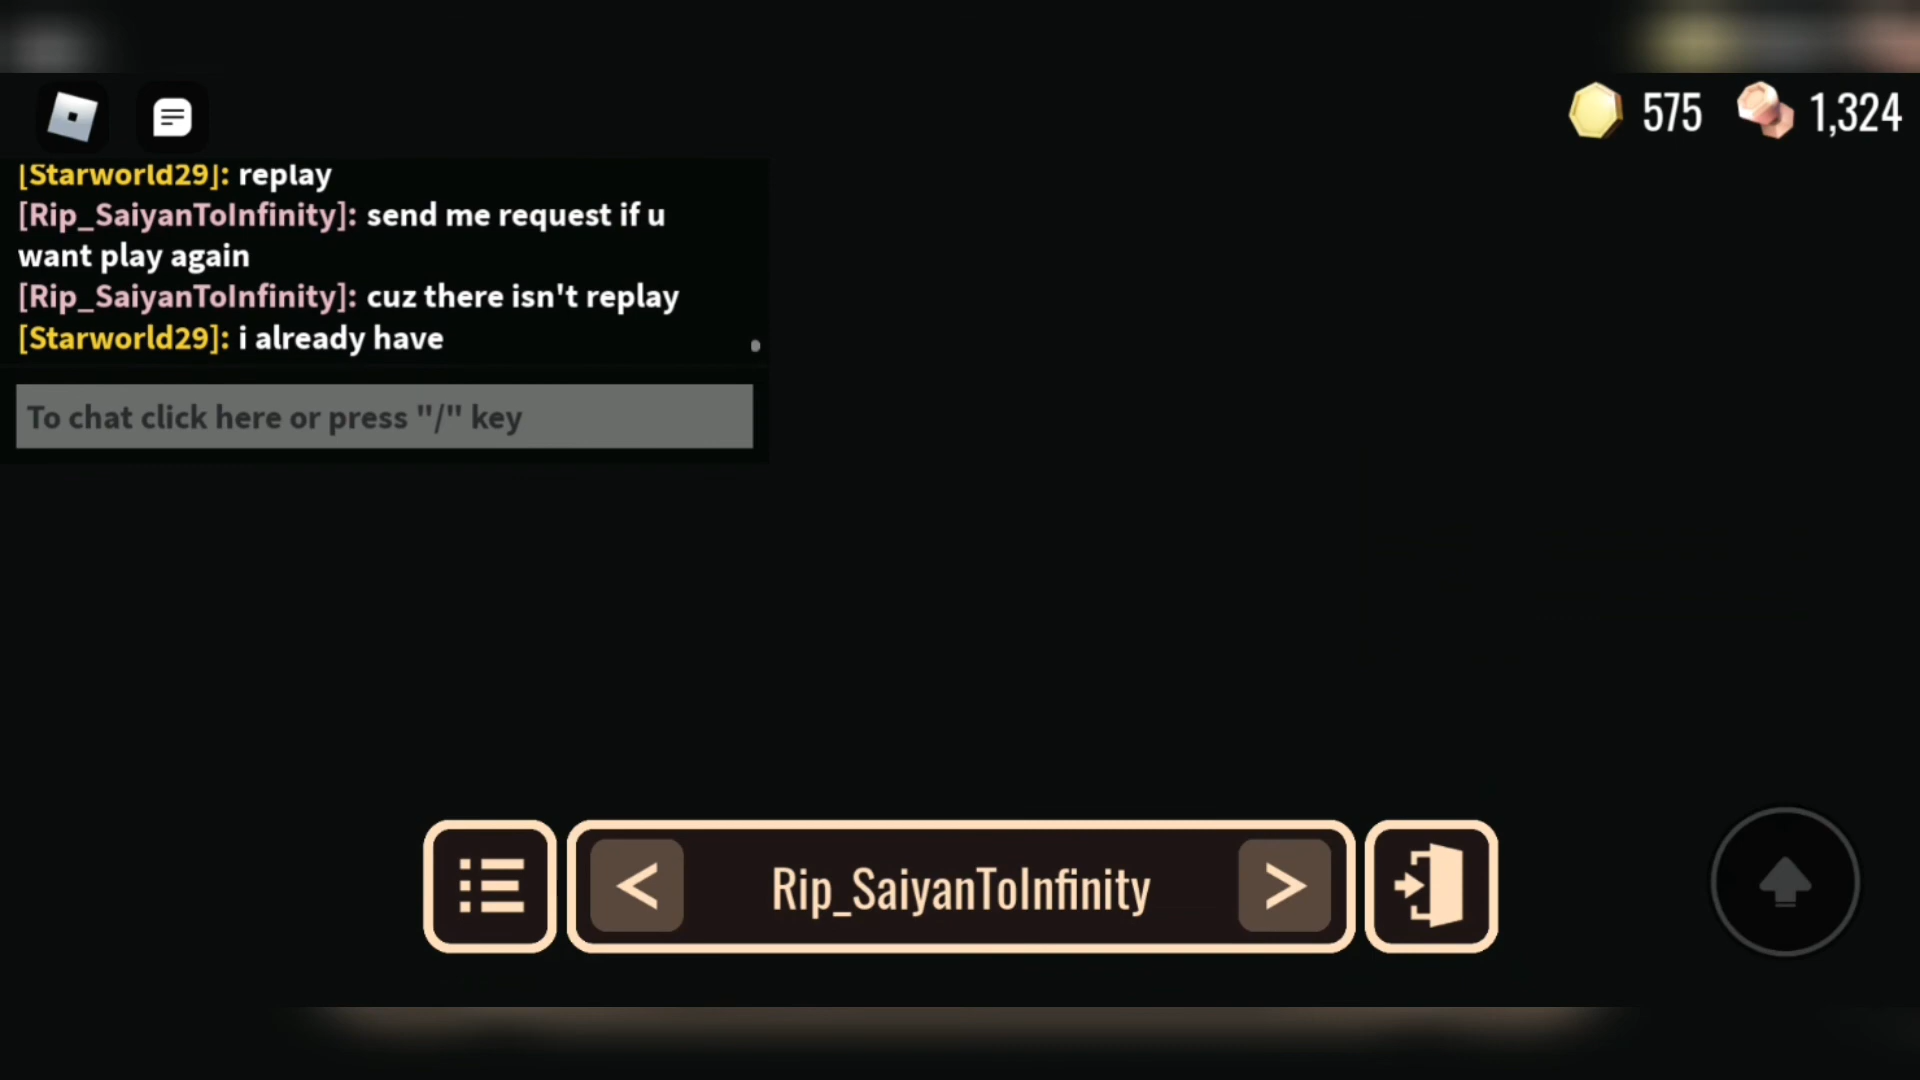 575 1,324
[Starworld29]: replay
[Rip_SaiyanToInfinity]: send me request if u
want play again
[Rip_SaiyanToInfinity]: cuz there isn't replay
[Starworld29]: i already have
To chat click here or press "/" key
< Rip_SaiyanToInfinity >